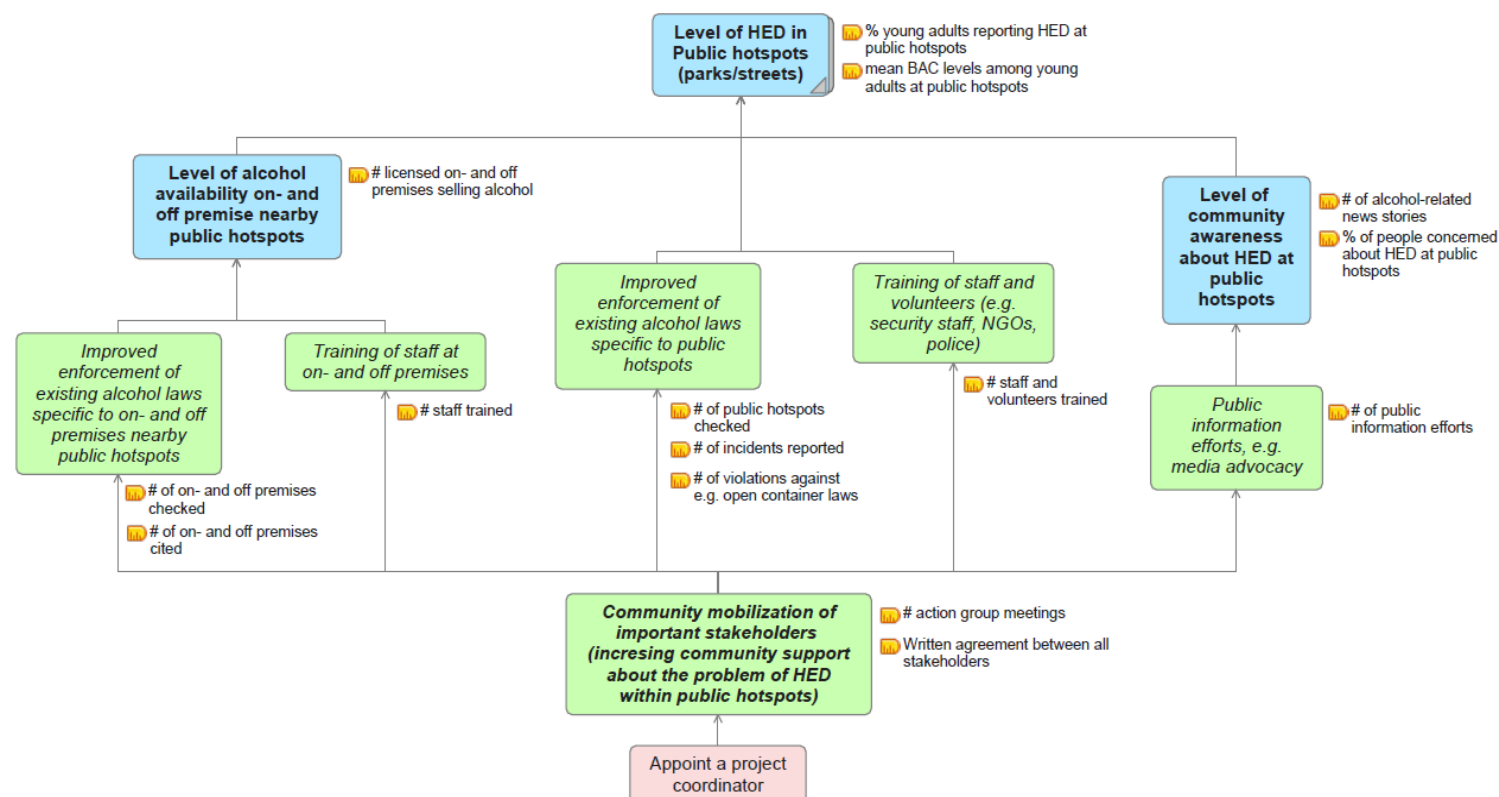 Level of HED in
Public hotspots
(parks/streets)
% young adults reporting HED at
public hotspots
mean BAC levels among young
adults at public hotspots
Level of alcohol
availability on- and
off premise nearby
public hotspots
# licensed on- and off
premises selling alcohol
Level of
community
awareness
about HED at
public
hotspots
# of alcohol-related
news stories
% of people concerned
about HED at public
hotspots
Improved
enforcement of
existing alcohol laws
specific to on- and off
premises nearby
public hotspots
# of on- and off premises
checked
# of on- and off premises
cited
Training of staff at
on- and off premises
# staff trained
Improved
enforcement of
existing alcohol laws
specific to public
hotspots
# of public hotspots
checked
# of incidents reported
# of violations against
e.g. open container laws
Training of staff and
volunteers (e.g.
security staff, NGOs,
police)
# staff and
volunteers trained
Public
information
efforts, e.g.
media advocacy
# of public
information efforts
Community mobilization of
important stakeholders
(incresing community support
about the problem of HED
within public hotspots)
# action group meetings
Written agreement between all
stakeholders
Appoint a project
coordinator